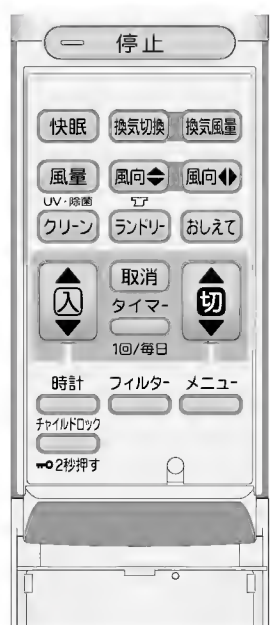 停止
快眠 換気切換 換気風量
風量 風向 風向
UV・除菌
クリーン ランドリー おしえて
入 取消 切
タイマー
1回/毎日
時計 フィルター メニュー
チャイルドロック
2秒押す